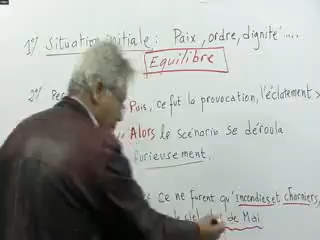 1°/ Situation initiale : Paix, ordre, dignité ....
Equilibre
2°/ Puis, ce fut la provocation, l'éclatement »
Alors le scénario se déroula
furieusement.
ce ne furent qu'incendies et charniers,
de Mdi